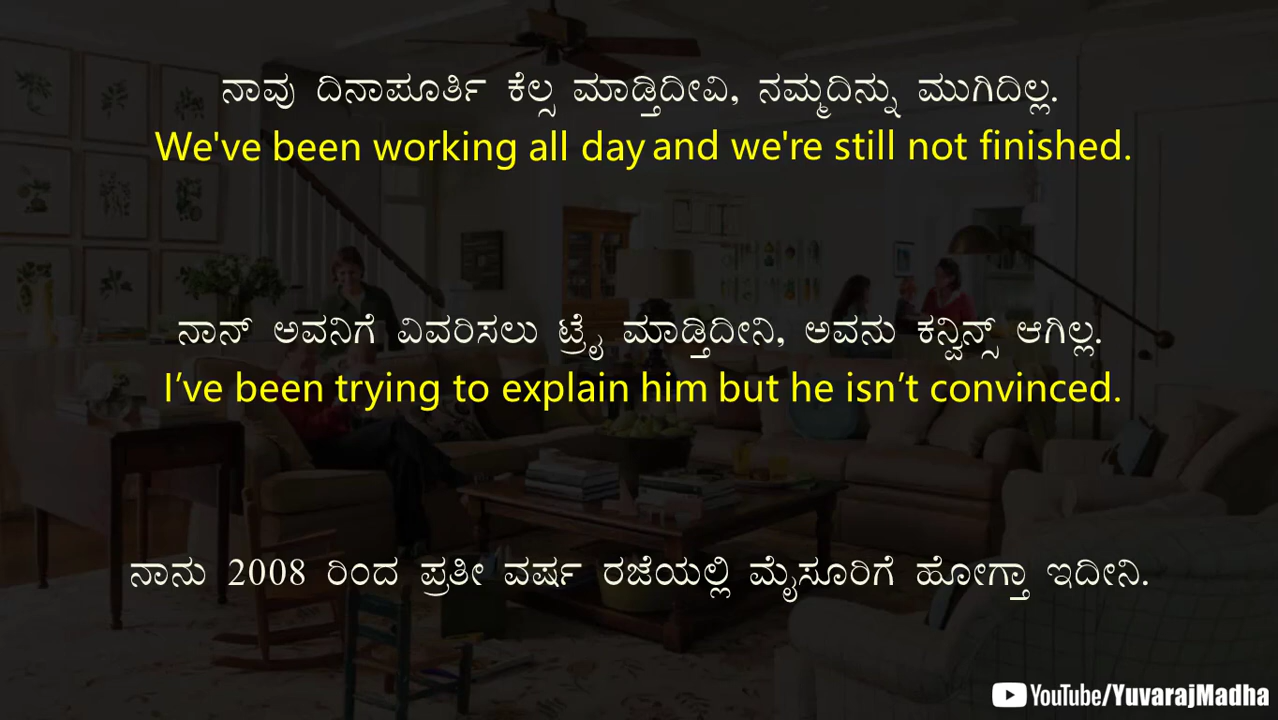 ನಾವು ದಿನಾಪೂರ್ತಿ ಕೆಲ್ಸ ಮಾಡ್ತಿದೀವಿ, ನಮ್ಮದಿನ್ನು ಮುಗಿದಿಲ್ಲ.
We've been working all day and we're still not finished.
ನಾನ್ ಅವನಿಗೆ ವಿವರಿಸಲು ಟ್ರೈ ಮಾಡ್ತಿದೀನಿ, ಅವನು ಕನ್ವಿನ್ಸ್ ಆಗಿಲ್ಲ.
I’ve been trying to explain him but he isn’t convinced.
ನಾನು 2008 ರಿಂದ ಪ್ರತೀ ವರ್ಷ ರಜೆಯಲ್ಲಿ ಮೈಸೂರಿಗೆ ಹೋಗ್ತಾ ಇದೀನಿ.
YouTube/YuvarajMadha